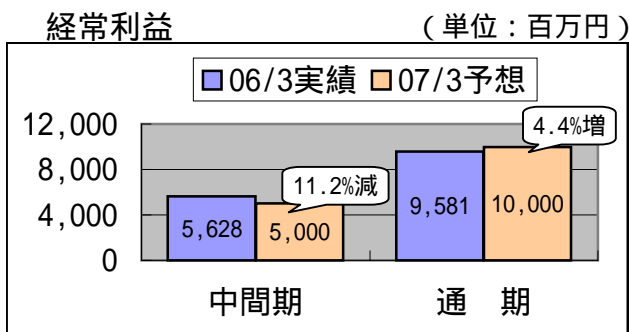 経常利益 （単位：百万円）
06/3実績 07/3予想
12,000
8,000
4,000
0
4.4%増
11.2%減
5,628 5,000
9,581 10,000
中間期 通　期